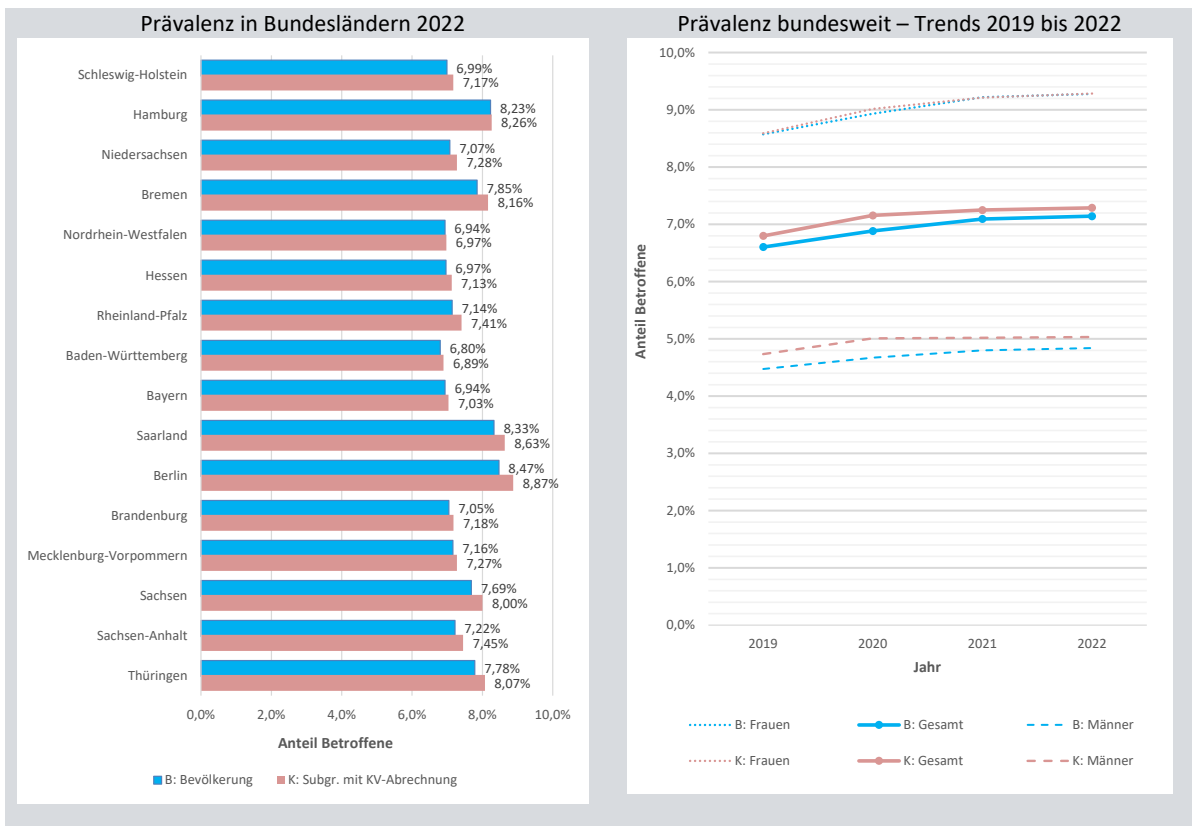 Prävalenz in Bundesländern 2022
Schleswig-Holstein
6,99%
7,17%
Hamburg
8,23%
8,26%
Niedersachsen
7,07%
7,28%
Bremen
7,85%
8,16%
Nordrhein-Westfalen
6,94%
6,97%
Hessen
6,97%
7,13%
Rheinland-Pfalz
7,14%
7,41%
Baden-Württemberg
6,80%
6,89%
Bayern
6,94%
7,03%
Saarland
8,33%
8,63%
Berlin
8,47%
8,87%
Brandenburg
7,05%
7,18%
Mecklenburg-Vorpommern
7,16%
7,27%
Sachsen
7,69%
8,00%
Sachsen-Anhalt
7,22%
7,45%
Thüringen
7,78%
8,07%
0,0% 2,0% 4,0% 6,0% 8,0% 10,0%
Anteil Betroffene
B: Bevölkerung K: Subgr. mit KV-Abrechnung
Prävalenz bundesweit – Trends 2019 bis 2022
10,0%
9,0%
8,0%
7,0%
6,0%
5,0%
4,0%
3,0%
2,0%
1,0%
0,0%
Anteil Betroffene
2019 2020 2021 2022
Jahr
B: Frauen B: Gesamt B: Männer
K: Frauen K: Gesamt K: Männer